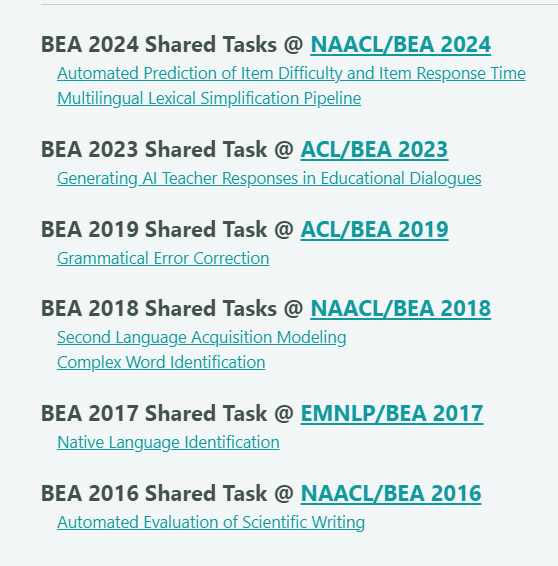 BEA 2024 Shared Tasks @ NAACL/BEA 2024
Automated Prediction of Item Difficulty and Item Response Time
Multilingual Lexical Simplification Pipeline
BEA 2023 Shared Task @ ACL/BEA 2023
Generating AI Teacher Responses in Educational Dialogues
BEA 2019 Shared Task @ ACL/BEA 2019
Grammatical Error Correction
BEA 2018 Shared Tasks @ NAACL/BEA 2018
Second Language Acquisition Modeling
Complex Word Identification
BEA 2017 Shared Task @ EMNLP/BEA 2017
Native Language Identification
BEA 2016 Shared Task @ NAACL/BEA 2016
Automated Evaluation of Scientific Writing